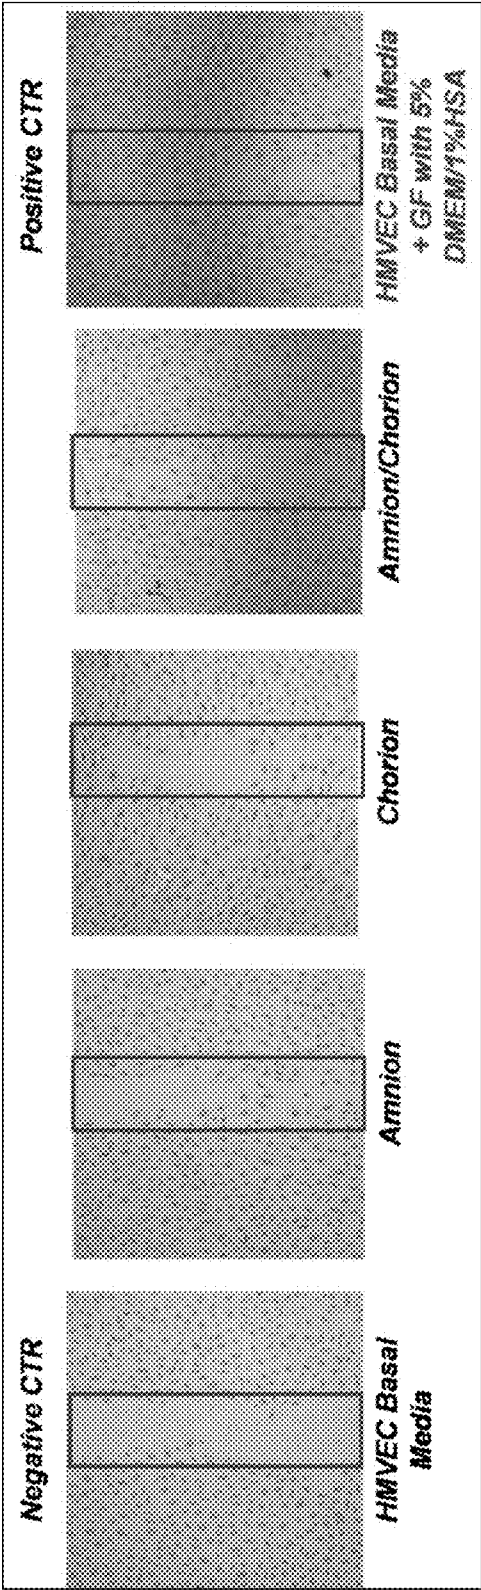 Negative CTR
Positive CTR
HMVEC Basal
Media
Amnion
Chorion
Amnion/Chorion
HMVEC Basal Media
+ GF with 5%
DMEM/1%HSA